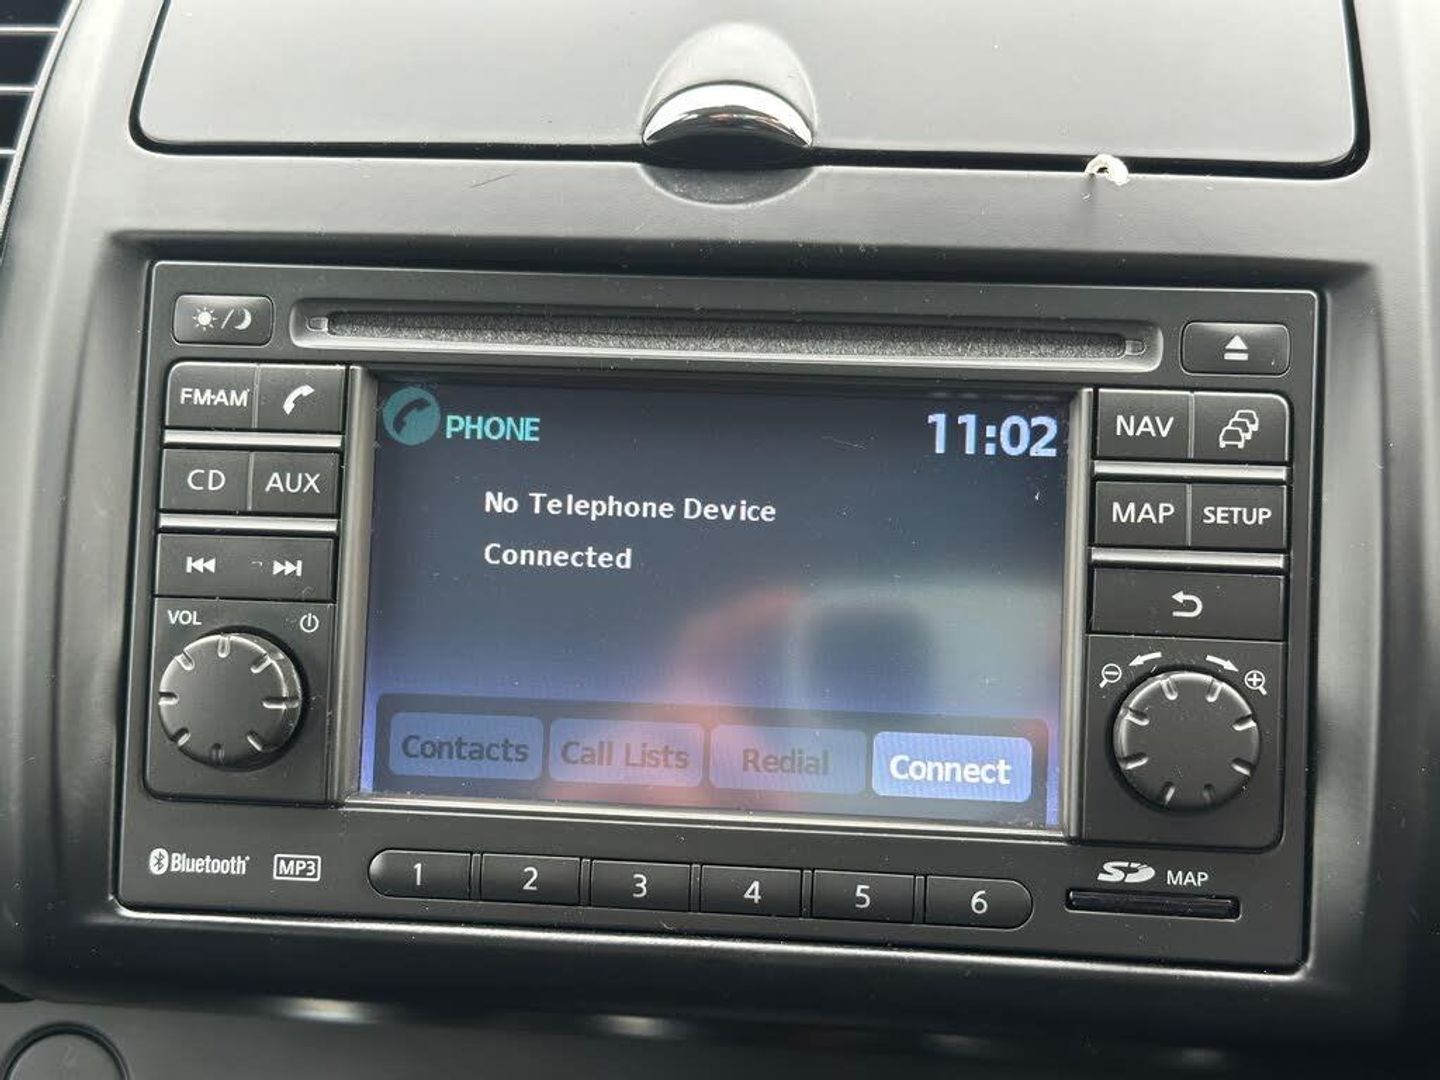 FM·AM
CD
AUX
VOL
PHONE
11:02
No Telephone Device
Connected
Contacts
Call Lists
Redial
Connect
NAV
MAP
SETUP
Bluetooth
MP3
1
2
3
4
5
6
SD
MAP